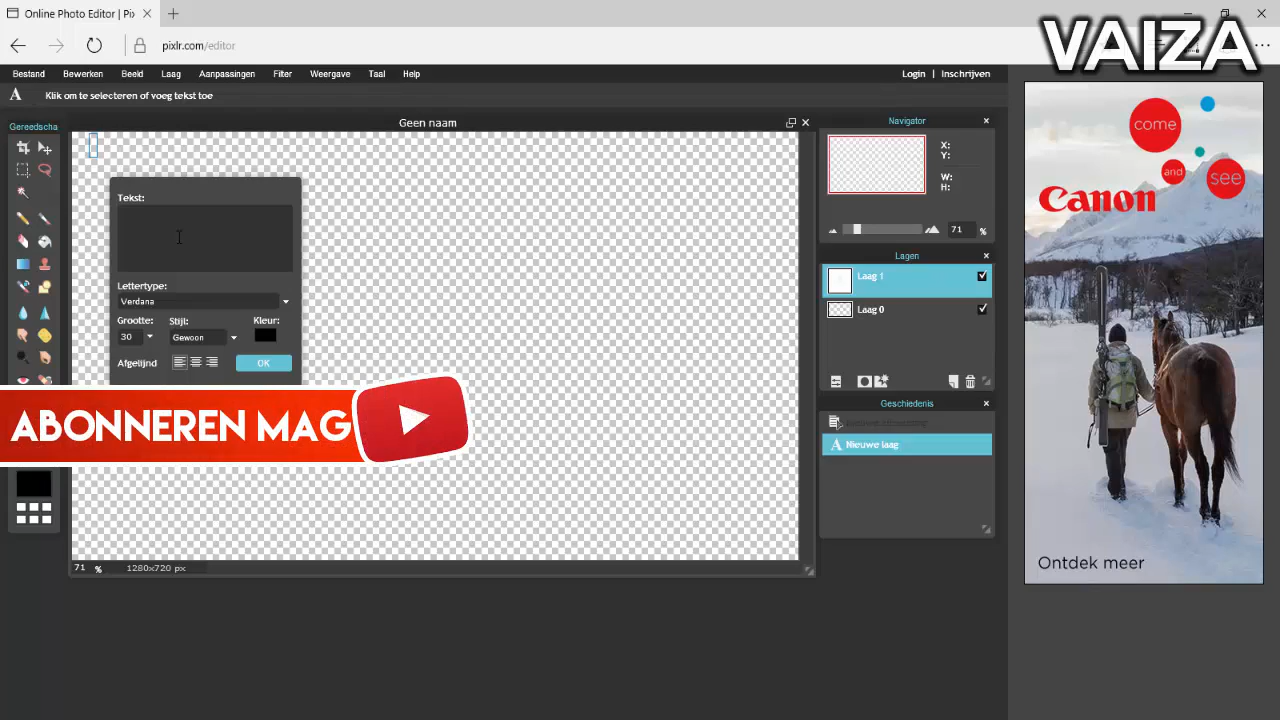 Online Photo Editor | Pix
VAIZA
pixlr.com/editor
Bestand Bewerken Beeld Laag Aanpassingen Filter Weergave Taal Help Login | Inschrijven
A Klik om te selecteren of voeg tekst toe
Gereedscha
Geen naam
Navigator
X:
Y:
W:
H:
71 %
Tekst:
Lettertype:
Verdana
Grootte: Stijl: Kleur:
30 Gewoon
Afgelijnd OK
Lagen
Laag 1
Laag 0
Geschiedenis
A Nieuwe laag
ABONNEREN MAG
71 % 1280x720 px
come
and
see
Canon
Ontdek meer